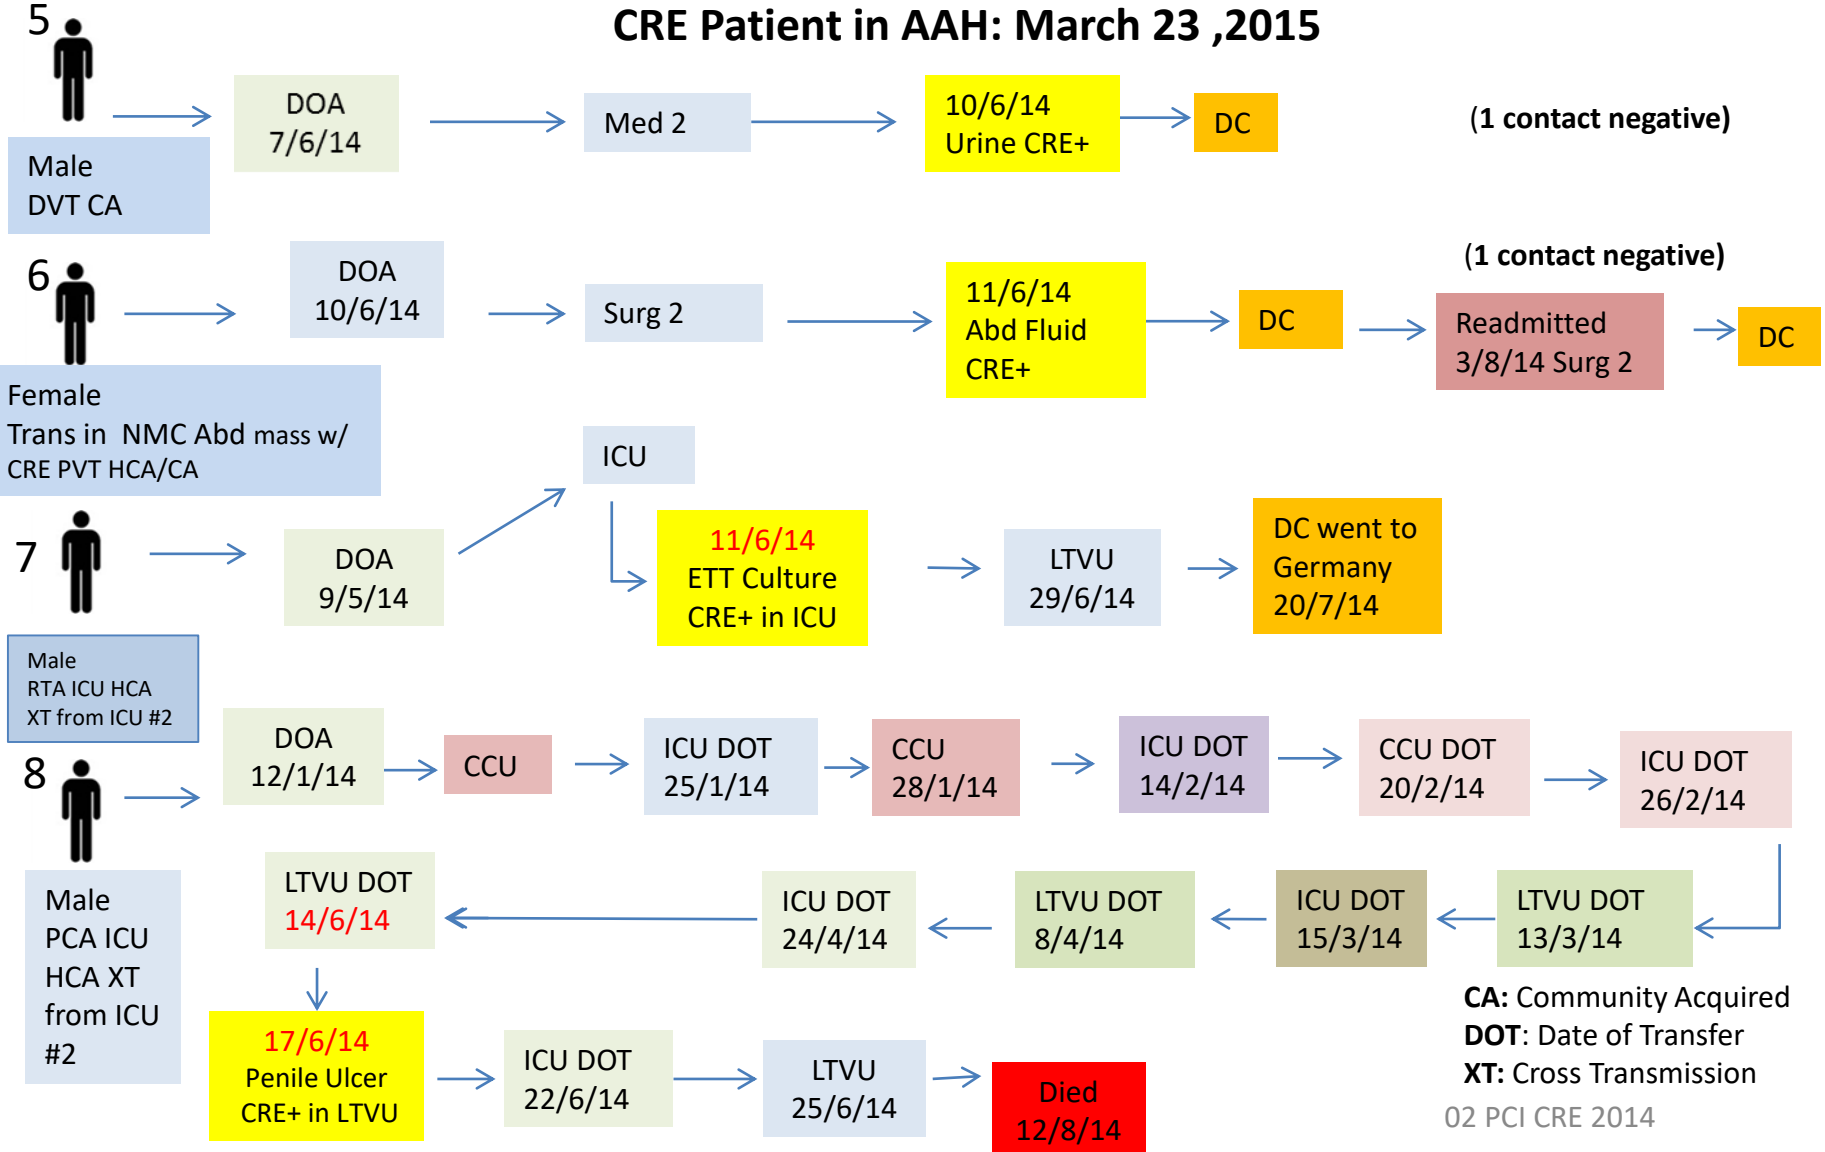 CRE Patient in AAH: March 23 ,2015
5
DOA
7/6/14
Med 2
10/6/14
Urine CRE+
DC
(1 contact negative)
Male
DVT CA
6
DOA
10/6/14
Surg 2
11/6/14
Abd Fluid
CRE+
DC
(1 contact negative)
Readmitted
3/8/14 Surg 2
DC
Female
Trans in NMC Abd mass w/
CRE PVT HCA/CA
7
DOA
9/5/14
ICU
11/6/14
ETT Culture
CRE+ in ICU
LTVU
29/6/14
DC went to
Germany
20/7/14
Male
RTA ICU HCA
XT from ICU #2
8
DOA
12/1/14
CCU
ICU DOT
25/1/14
CCU
28/1/14
ICU DOT
14/2/14
CCU DOT
20/2/14
ICU DOT
26/2/14
Male
PCA ICU
HCA XT
from ICU
#2
LTVU DOT
13/3/14
ICU DOT
15/3/14
LTVU DOT
8/4/14
ICU DOT
24/4/14
LTVU DOT
14/6/14
17/6/14
Penile Ulcer
CRE+ in LTVU
ICU DOT
22/6/14
LTVU
25/6/14
Died
12/8/14
CA: Community Acquired
DOT: Date of Transfer
XT: Cross Transmission
02 PCI CRE 2014